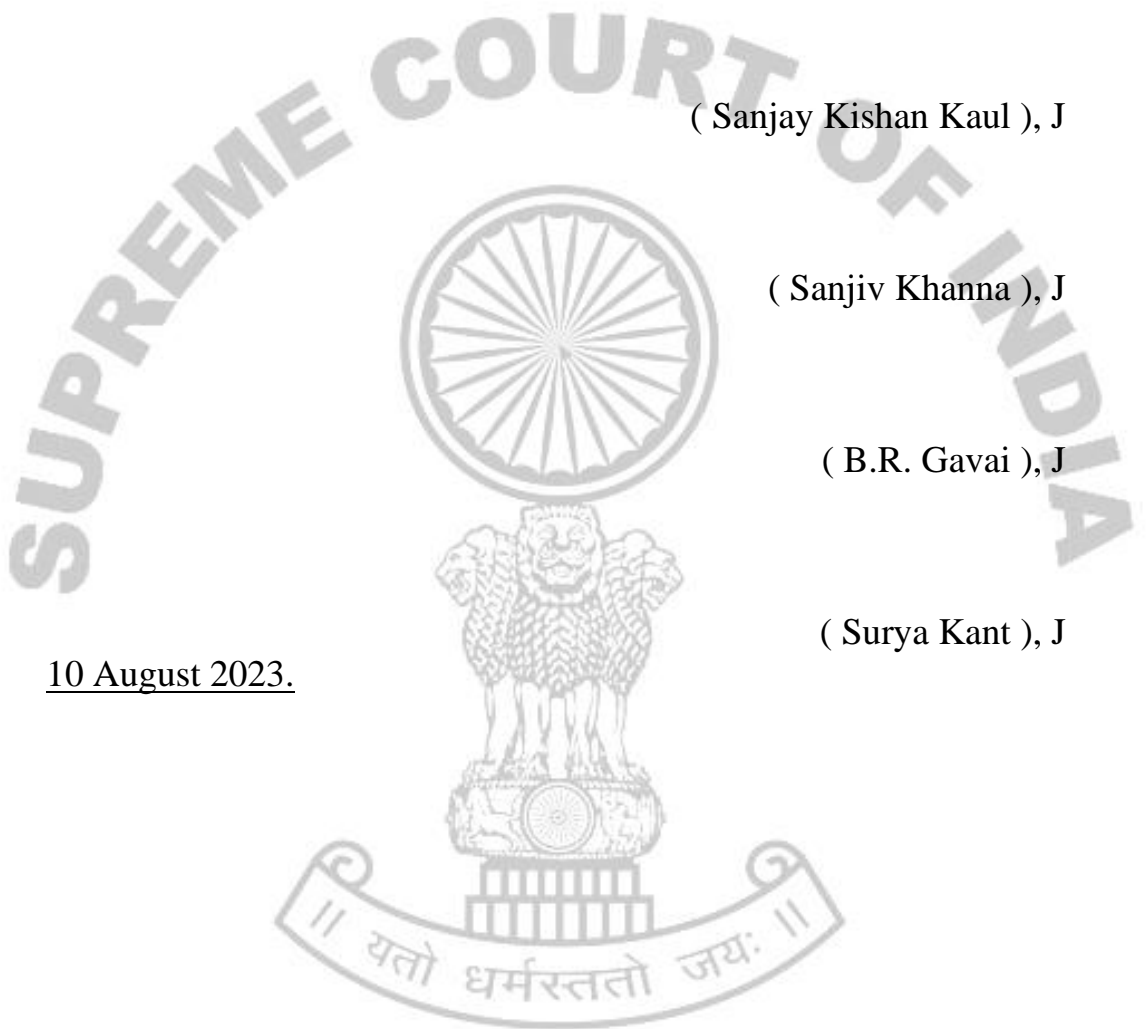 SUPREME COURT OF INDIA
( Sanjay Kishan Kaul ), J
( Sanjiv Khanna ), J
( B.R. Gavai ), J
( Surya Kant ), J
10 August 2023.
|| यतो धर्मस्ततो जयः ||